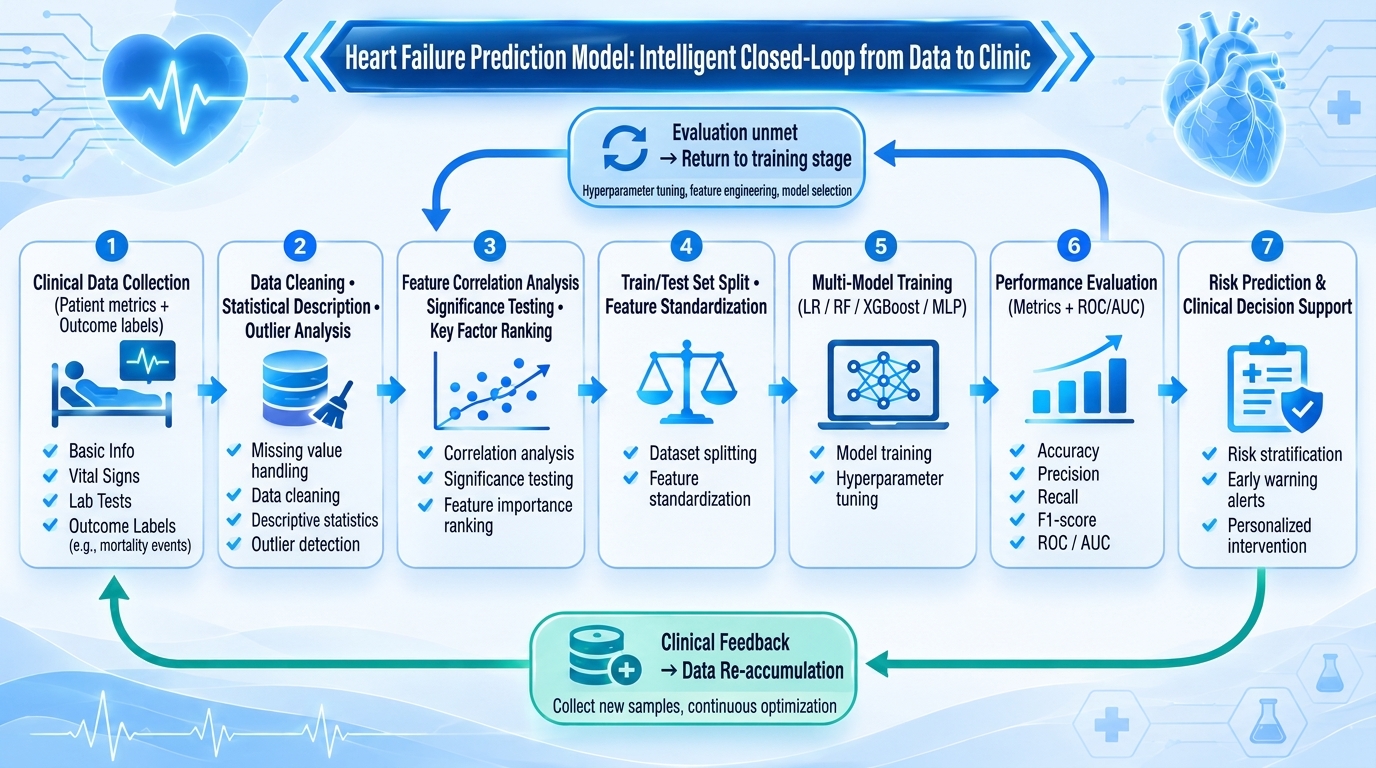 Heart Failure Prediction Model: Intelligent Closed-Loop from Data to Clinic
Evaluation unmet
→ Return to training stage
Hyperparameter tuning, feature engineering, model selection
1
Clinical Data Collection
(Patient metrics +
Outcome labels)
Basic Info
Vital Signs
Lab Tests
Outcome Labels
(e.g., mortality events)
2
Data Cleaning •
Statistical Description •
Outlier Analysis
Missing value
handling
Data cleaning
Descriptive statistics
Outlier detection
3
Feature Correlation Analysis
Significance Testing •
Key Factor Ranking
Correlation analysis
Significance testing
Feature importance
ranking
4
Train/Test Set Split •
Feature Standardization
Dataset splitting
Feature
standardization
5
Multi-Model Training
(LR / RF / XGBoost / MLP)
Model training
Hyperparameter
tuning
6
Performance Evaluation
(Metrics + ROC/AUC)
Accuracy
Precision
Recall
F1-score
ROC / AUC
7
Risk Prediction &
Clinical Decision Support
Risk stratification
Early warning
alerts
Personalized
intervention
Clinical Feedback
→ Data Re-accumulation
Collect new samples, continuous optimization